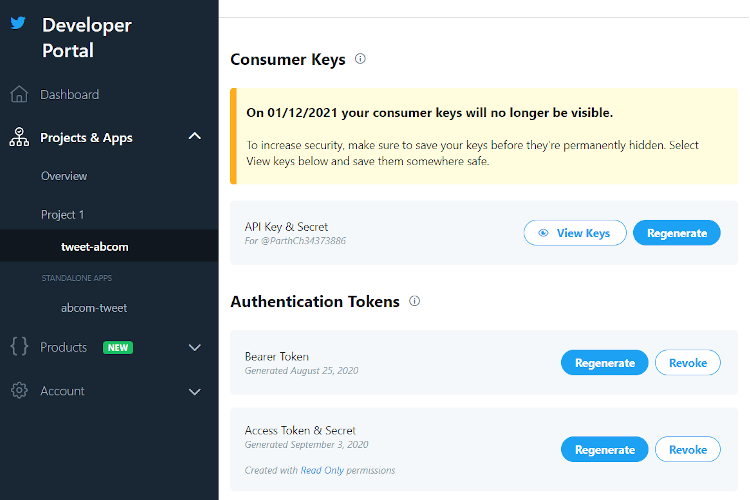 Developer
Portal
Dashboard
Projects & Apps
Overview
Project 1
tweet-abcom
STANDALONE APPS
abcom-tweet
Products NEW
Account
Consumer Keys
On 01/12/2021 your consumer keys will no longer be visible.
To increase security, make sure to save your keys before they're permanently hidden. Select
View keys below and save them somewhere safe.
API Key & Secret
For @ParthCh34373886
View Keys
Regenerate
Authentication Tokens
Bearer Token
Generated August 25, 2020
Regenerate
Revoke
Access Token & Secret
Generated September 3, 2020
Created with Read Only permissions
Regenerate
Revoke